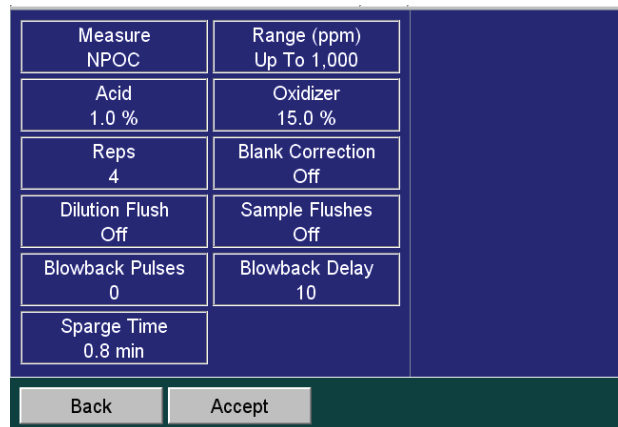 Measure
NPOC
Range (ppm)
Up To 1,000
Acid
1.0 %
Oxidizer
15.0 %
Reps
4
Blank Correction
Off
Dilution Flush
Off
Sample Flushes
Off
Blowback Pulses
0
Blowback Delay
10
Sparge Time
0.8 min
Back
Accept